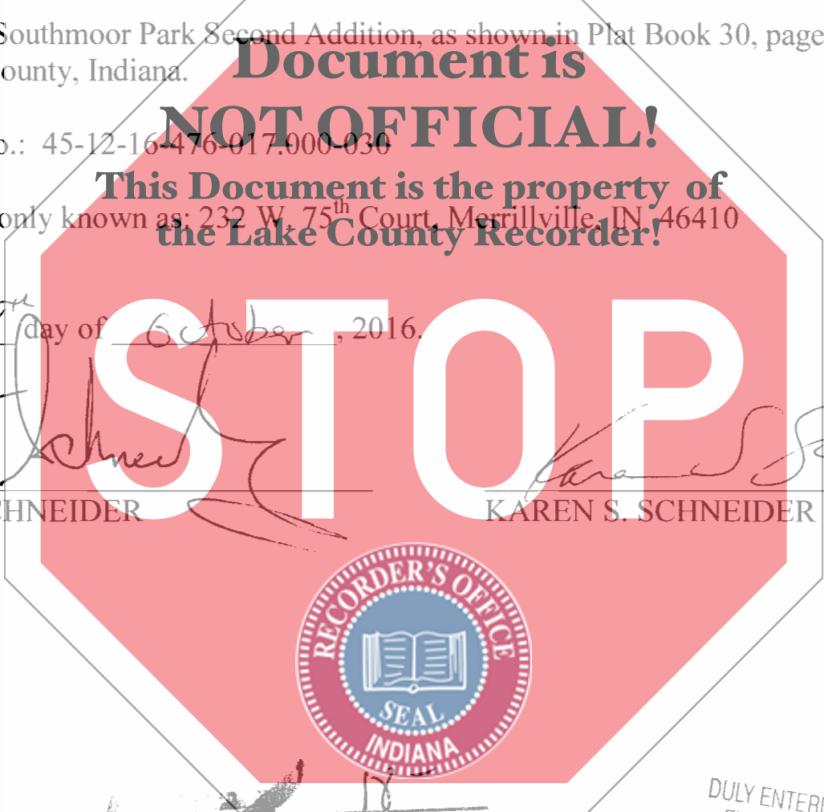 Southmoor Park Second Addition, as shown in Plat Book 30, page
ounty, Indiana.
Document is
NOT OFFICIAL!
o.: 45-12-16-476-017.000-030
This Document is the property of
only known as: 232 W. 75th Court, Merrillville, IN 46410
the Lake County Recorder!
th day of October, 2016.
STOP
Schneid
Karen S. S
HNEIDER
KAREN S. SCHNEIDER
RECORDER'S OFFICE
SEAL
INDIANA
DULY ENTER